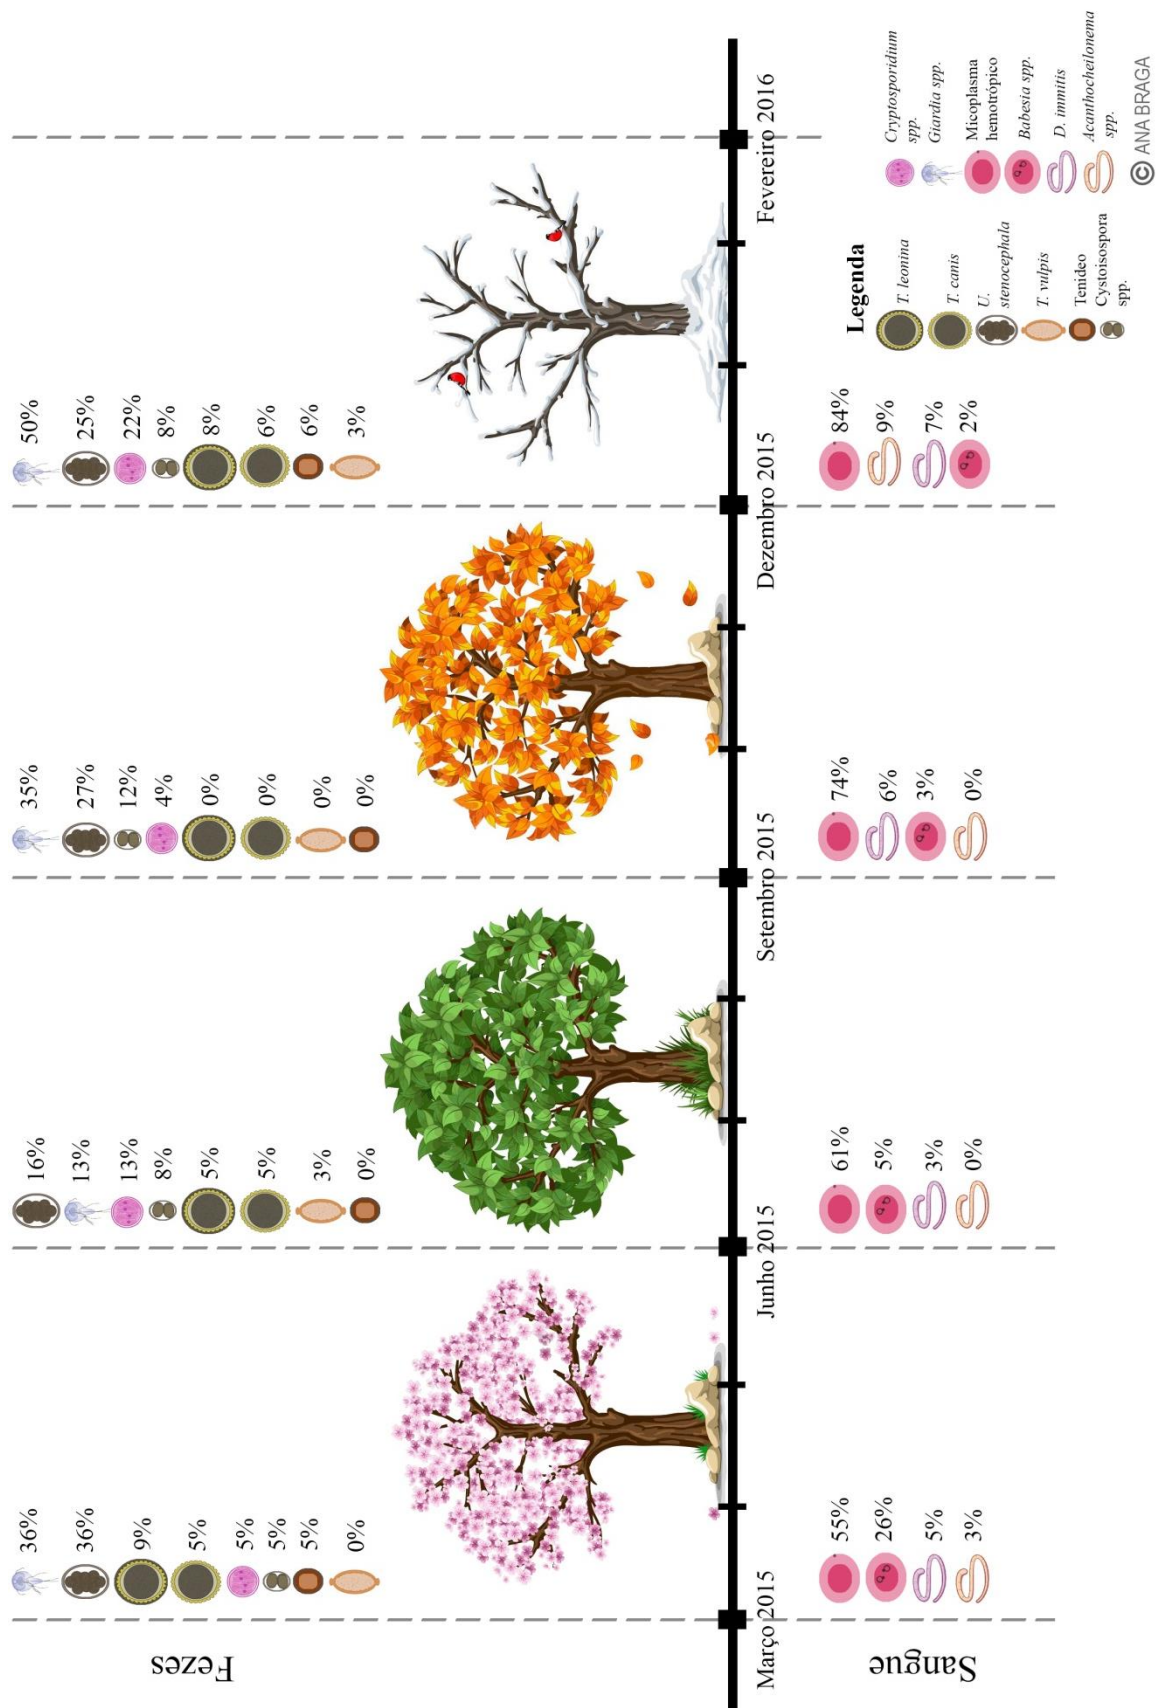 Fezes
36%
36%
9%
5%
5%
5%
5%
0%
16%
13%
13%
8%
5%
5%
3%
0%
35%
27%
12%
4%
0%
0%
0%
0%
50%
25%
22%
8%
8%
6%
6%
3%
Março 2015
Junho 2015
Setembro 2015
Dezembro 2015
Fevereiro 2016
Sangue
55%
26%
5%
3%
61%
5%
3%
0%
74%
6%
3%
0%
84%
9%
7%
2%
Legenda
T. leonina
T. canis
U.
stenocephala
T. vulpis
Tenideo
Cystoisospora
spp.
Cryptosporidium
spp.
Giardia spp.
Micoplasma
hemotrópico
Babesia spp.
D. immitis
Acanthocheilonema
spp.
© ANA BRAGA